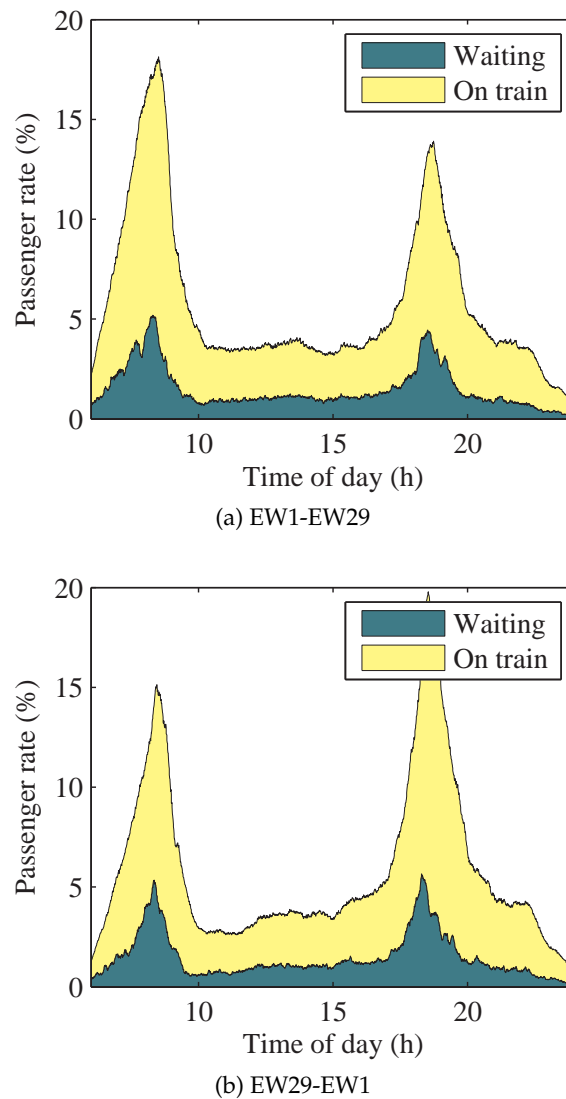 20
15
10
5
0
Passenger rate (%)
Waiting
On train
10 15 20
Time of day (h)
(a) EW1-EW29
20
15
10
5
0
Passenger rate (%)
Waiting
On train
10 15 20
Time of day (h)
(b) EW29-EW1